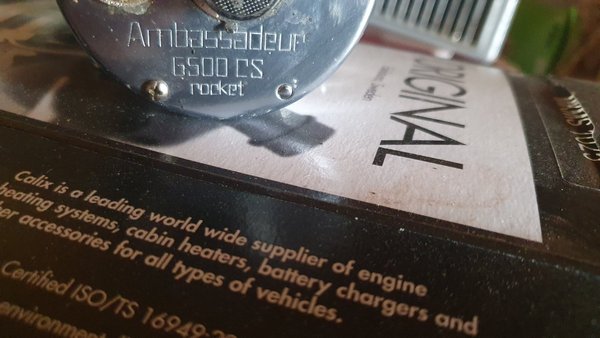 Ambassadeur
6500 CS
rocket
ORIGINAL
Calix is a leading world wide supplier of engine
heating systems, cabin heaters, battery chargers and
accessories for all types of vehicles.
Certified ISO/TS 16949:
environment